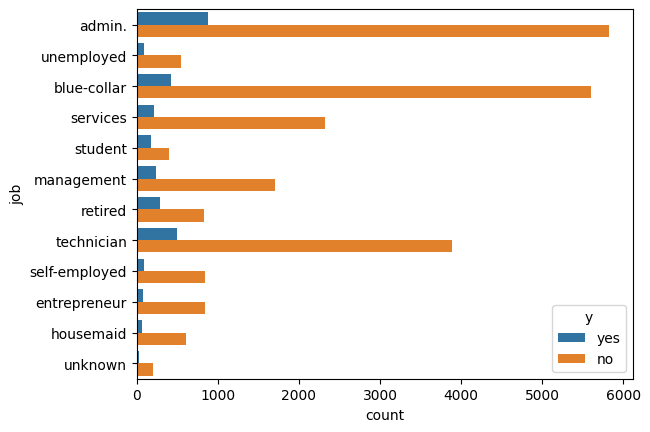 admin.
unemployed
blue-collar
services
student
management
retired
technician
self-employed
entrepreneur
housemaid
unknown
job
0 1000 2000 3000 4000 5000 6000
count
y
yes
no